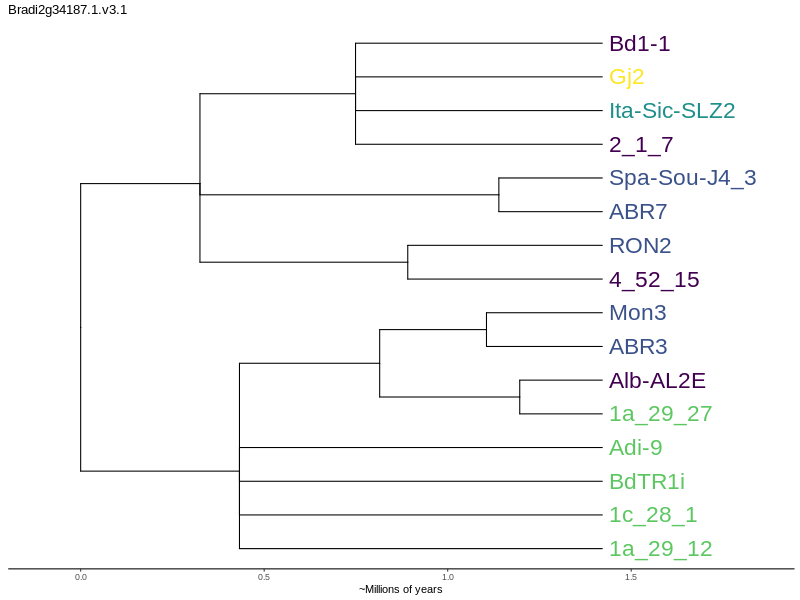 Bradi2g34187.1.v3.1
Bd1-1
Gj2
Ita-Sic-SLZ2
2_1_7
Spa-Sou-J4_3
ABR7
RON2
4_52_15
Mon3
ABR3
Alb-AL2E
1a_29_27
Adi-9
BdTR1i
1c_28_1
1a_29_12
0.0 0.5 1.0 1.5
~Millions of years